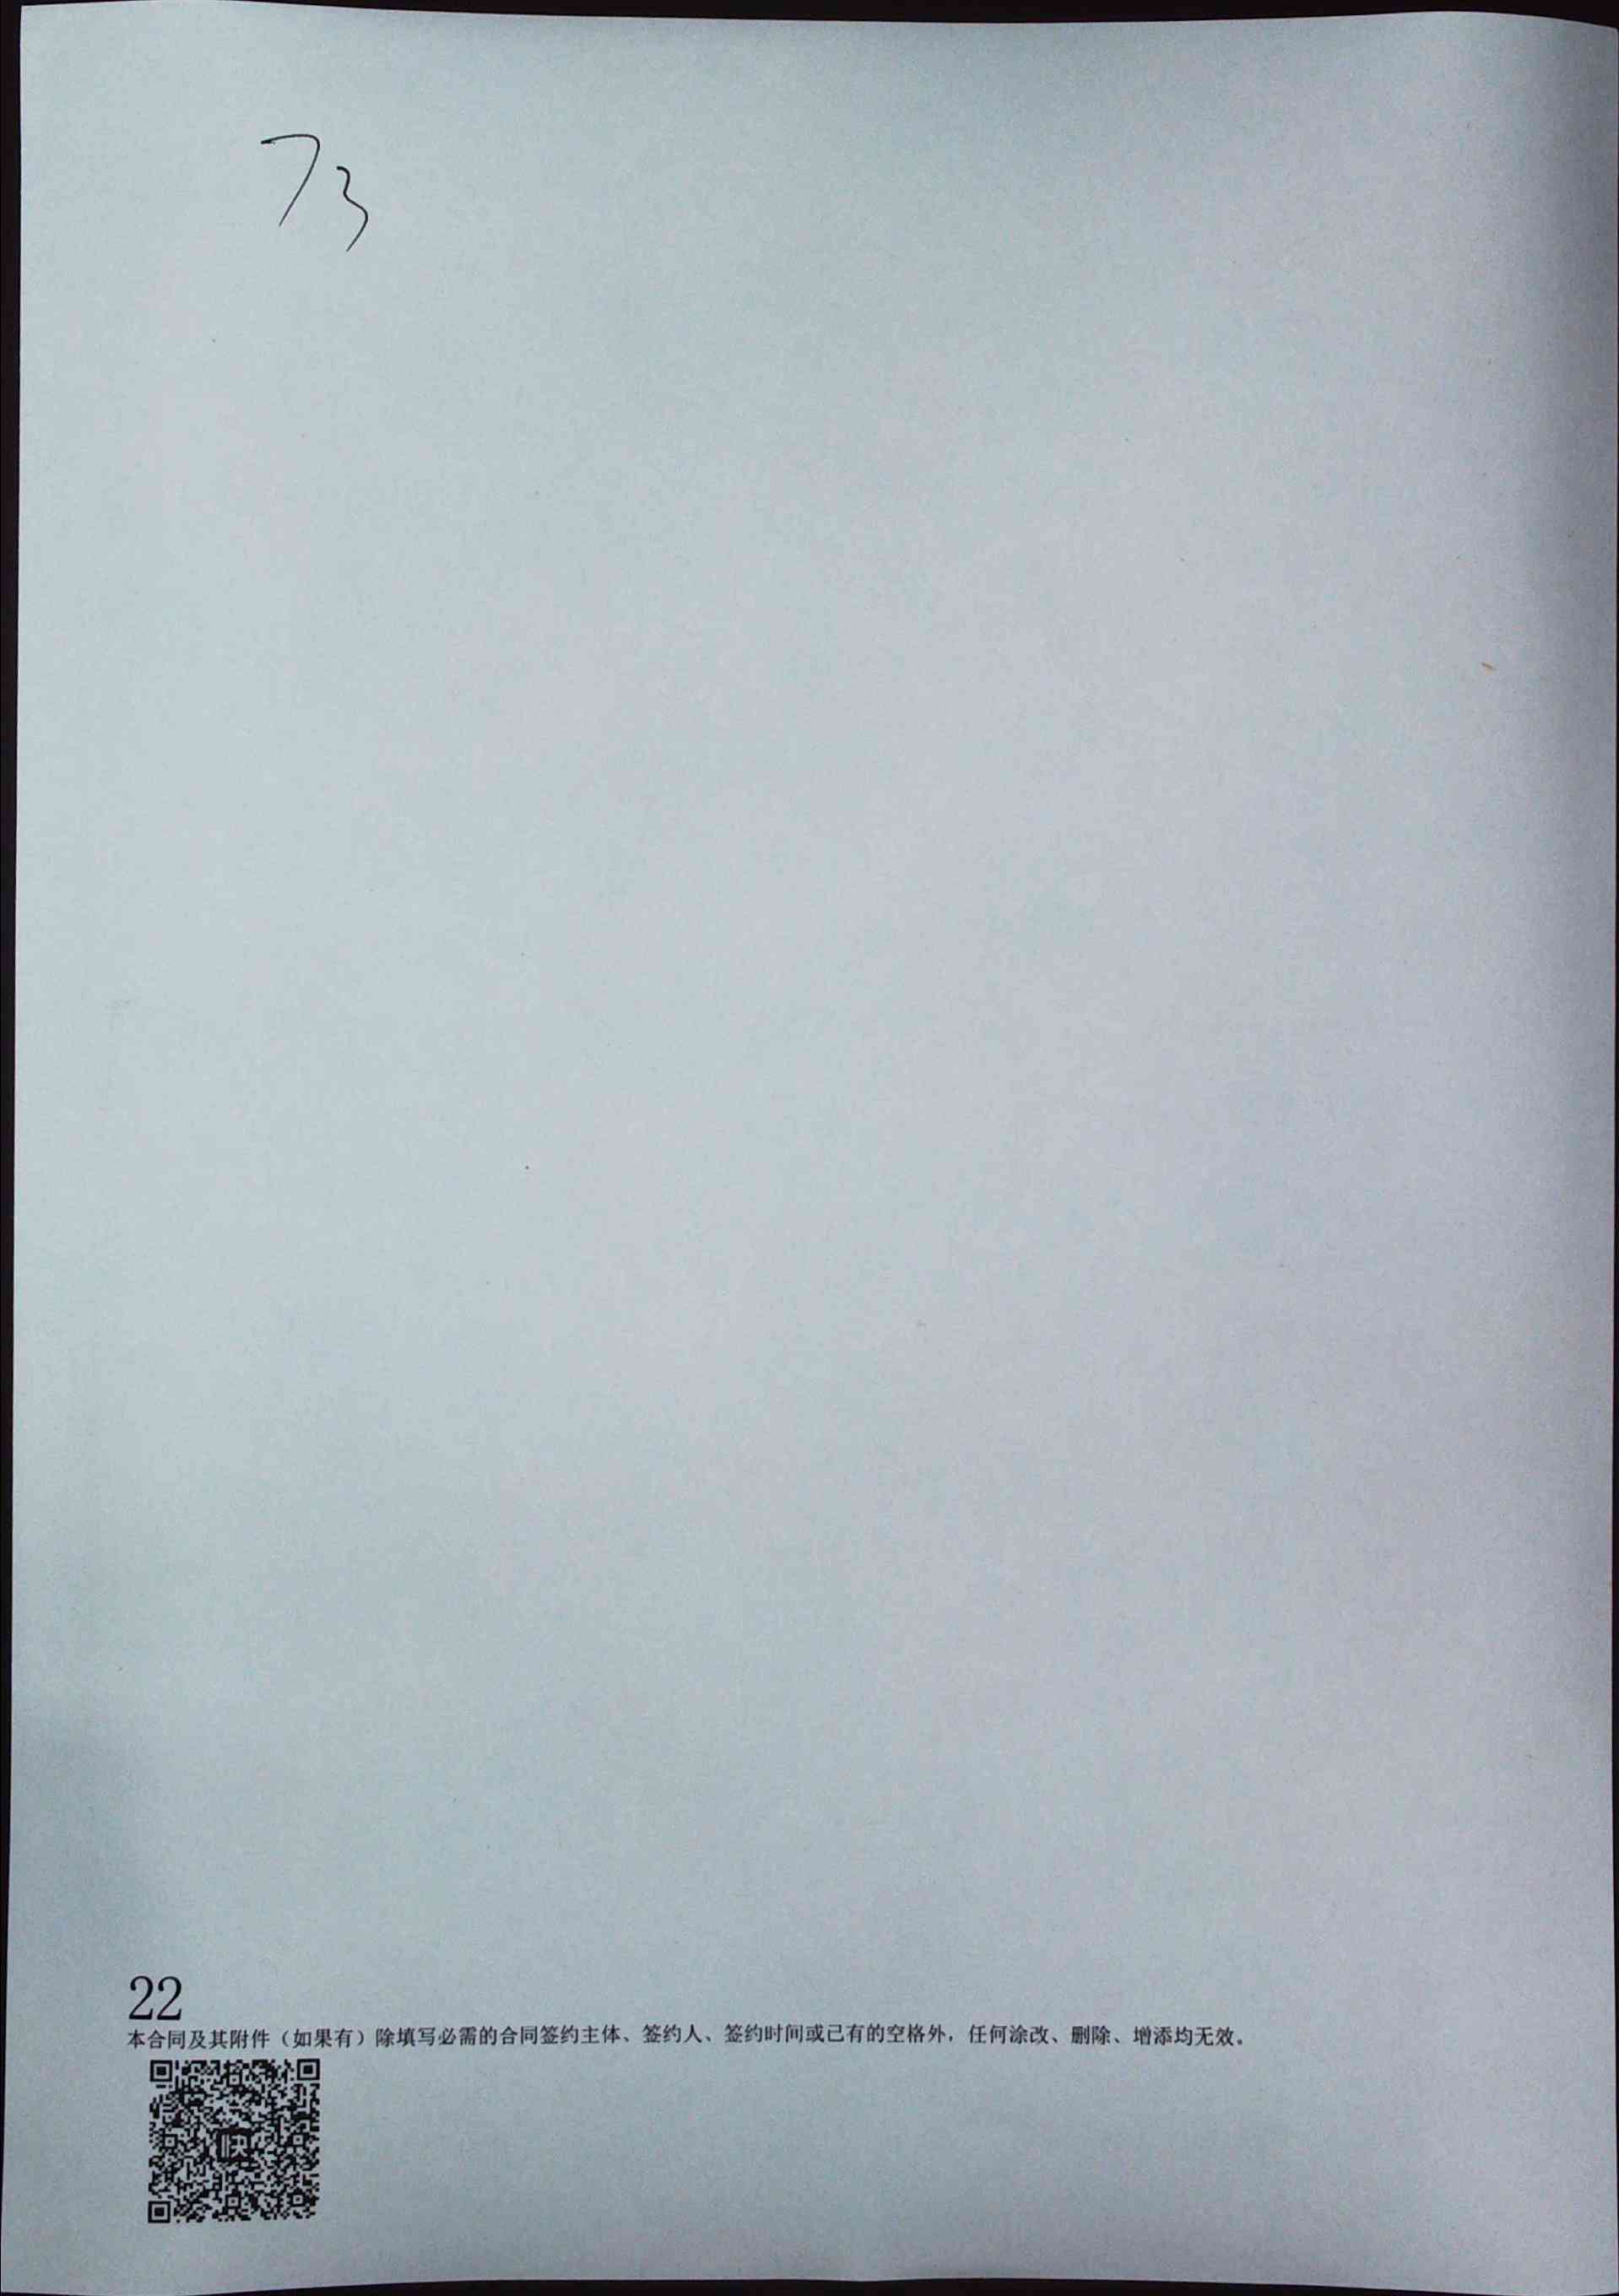 73
22
本合同及其附件（如果有）除填写必需的合同签约主体、签约人、签约时间或已有的空格外，任何涂改、删除、增添均无效。
快